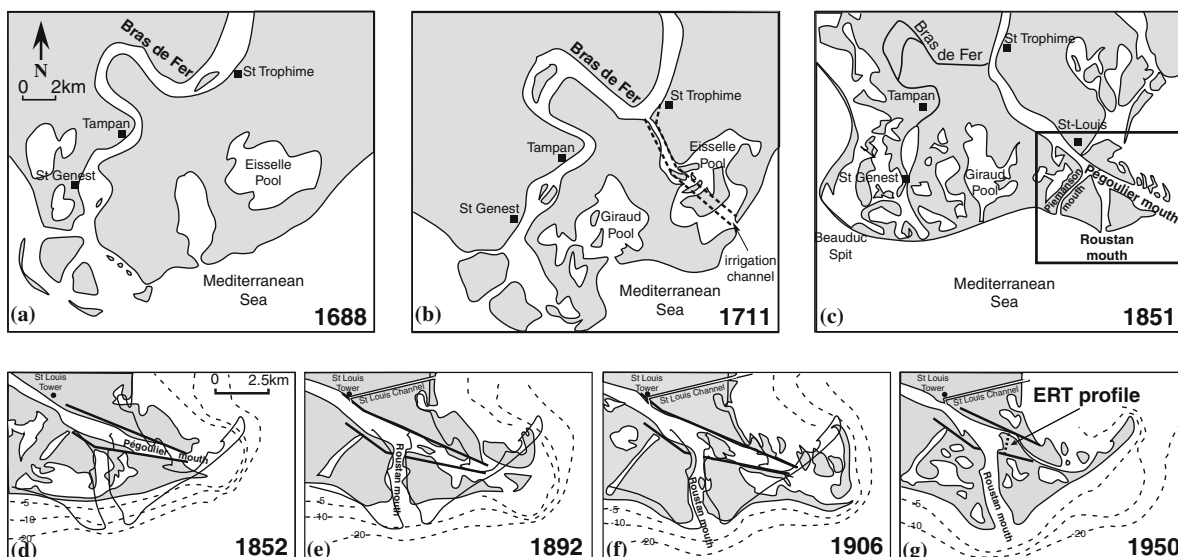 Bras de Fer
N
0 2km
St Trophime
Tampan
Eisselle
Pool
St Genest
Mediterranean
Sea
(a)
1688
Bras de Fer
St Trophime
Tampan
Eisselle
Pool
St Genest
Giraud
Pool
irrigation
channel
Mediterranean
Sea
(b)
1711
Bras de Fer
St Trophime
Tampan
St-Louis
St Genest
Giraud
Pool
Piemanson
mouth
Pégoulier mouth
Beauduc
Spit
Roustan
mouth
Mediterranean
Sea
(c)
1851
St Louis
Tower
0 2.5km
Pégoulier mouth
-5
-10
-20
(d)
1852
St Louis
Tower
St Louis Channel
Roustan mouth
-5
-10
-20
(e)
1892
St Louis
Tower
St Louis Channel
Roustan mouth
-5
-10
-20
(f)
1906
St Louis
Tower
St Louis Channel
ERT profile
Roustan mouth
-5
-10
-20
(g)
1950